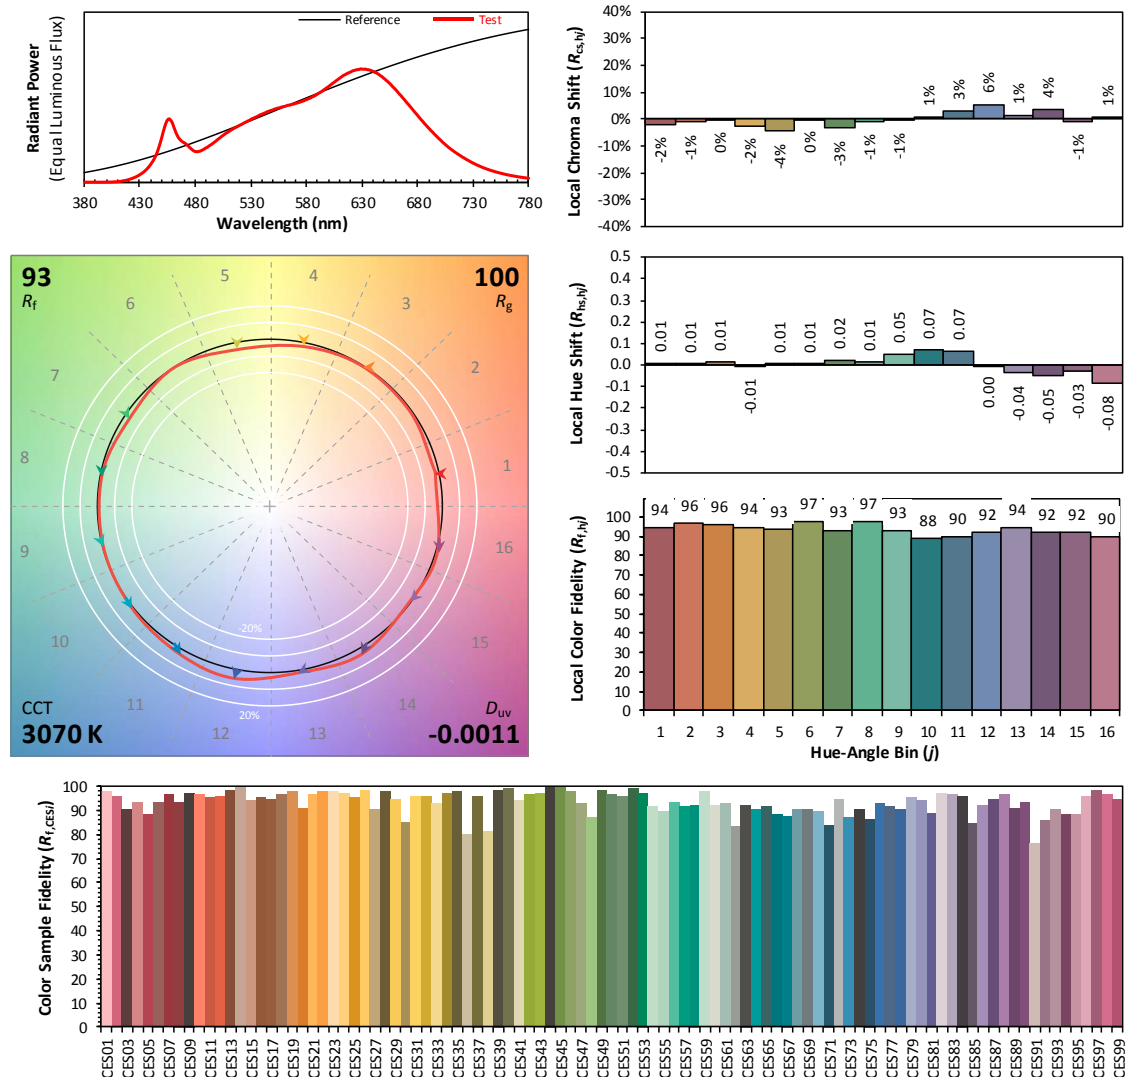 Reference
Test
Radiant Power
(Equal Luminous Flux)
380 430 480 530 580 630 680 730 780
Wavelength (nm)
40%
30%
20%
10%
0%
-10%
-20%
-30%
-40%
Local Chroma Shift (Rcs,hj)
-2% -1% 0% -2% -4% 0% -3% -1% -1% 1% 3% 6% 1% 4% -1% 1%
93
Rf
100
Rg
5 4
6 3
7 2
8 1
9 16
10 15
11 14
12 13
-20%
20%
CCT
3070 K
Duv
-0.0011
0.5
0.4
0.3
0.2
0.1
0.0
-0.1
-0.2
-0.3
-0.4
-0.5
Local Hue Shift (Rhs,hj)
0.01 0.01 0.01 -0.01 0.01 0.01 0.02 0.01 0.05 0.07 0.07 0.00 -0.04 -0.05 -0.03 -0.08
Local Color Fidelity (Rf,hj)
100
90
80
70
60
50
40
30
20
10
0
94 96 96 94 93 97 93 97 93 88 90 92 94 92 92 90
1 2 3 4 5 6 7 8 9 10 11 12 13 14 15 16
Hue-Angle Bin (j)
Color Sample Fidelity (Rf,CESi)
100
90
80
70
60
50
40
30
20
10
0
CES01 CES03 CES05 CES07 CES09 CES11 CES13 CES15 CES17 CES19 CES21 CES23 CES25 CES27 CES29 CES31 CES33 CES35 CES37 CES39 CES41 CES43 CES45 CES47 CES49 CES51 CES53 CES55 CES57 CES59 CES61 CES63 CES65 CES67 CES69 CES71 CES73 CES75 CES77 CES79 CES81 CES83 CES85 CES87 CES89 CES91 CES93 CES95 CES97 CES99